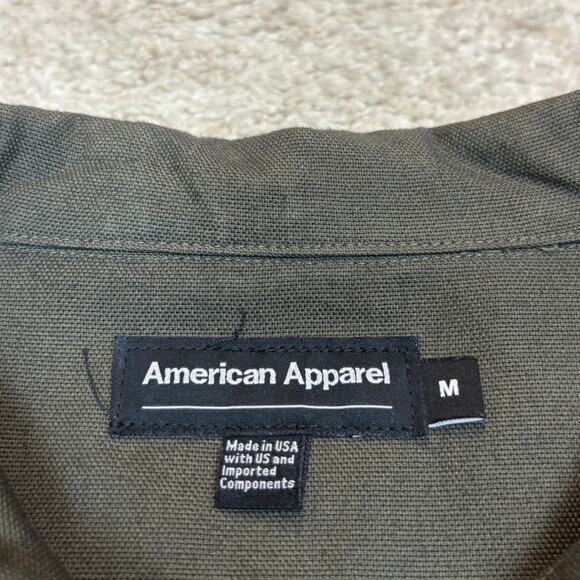 American Apparel
M
Made in USA
with US and
Imported
Components